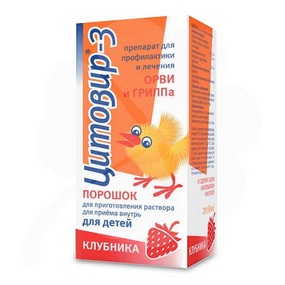 Цитовир®-3
препарат для
профилактики
и лечения
ОРВИ
и ГРИППа
ПОРОШОК
для приготовления раствора
для приёма внутрь
для детей
КЛУБНИКА